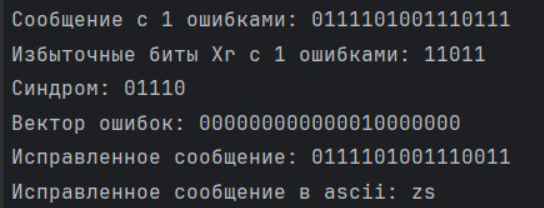 Сообщение с 1 ошибками: 0111101001110111
Избыточные биты Xr с 1 ошибками: 11011
Синдром: 01110
Вектор ошибок: 000000000000010000000
Исправленное сообщение: 0111101001110011
Исправленное сообщение в ascii: zs